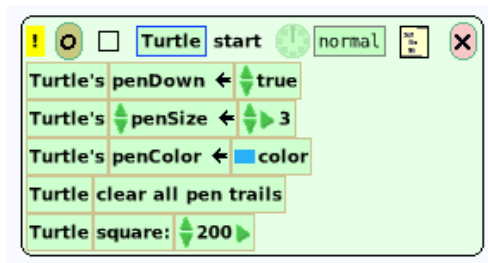 ! Turtle start normal
Turtle's penDown ← true
Turtle's penSize ← 3
Turtle's penColor ← color
Turtle clear all pen trails
Turtle square: 200